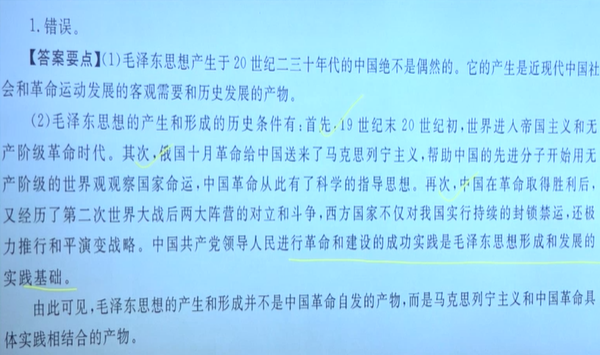 1.错误。
【答案要点】(1)毛泽东思想产生于20世纪二三十年代的中国绝不是偶然的。它的产生是近现代中国社
会和革命运动发展的客观需要和历史发展的产物。
(2)毛泽东思想的产生和形成的历史条件有:首先,19世纪末20世纪初,世界进入帝国主义和无
产阶级革命时代。其次,俄国十月革命给中国送来了马克思列宁主义,帮助中国的先进分子开始用无
产阶级的世界观观察国家命运,中国革命从此有了科学的指导思想。再次,中国在革命取得胜利后,
又经历了第二次世界大战后两大阵营的对立和斗争,西方国家不仅对我国实行持续的封锁禁运,还极
力推行和平演变战略。中国共产党领导人民进行革命和建设的成功实践是毛泽东思想形成和发展的
实践基础。
由此可见,毛泽东思想的产生和形成并不是中国革命自发的产物,而是马克思列宁主义和中国革命具
体实践相结合的产物。